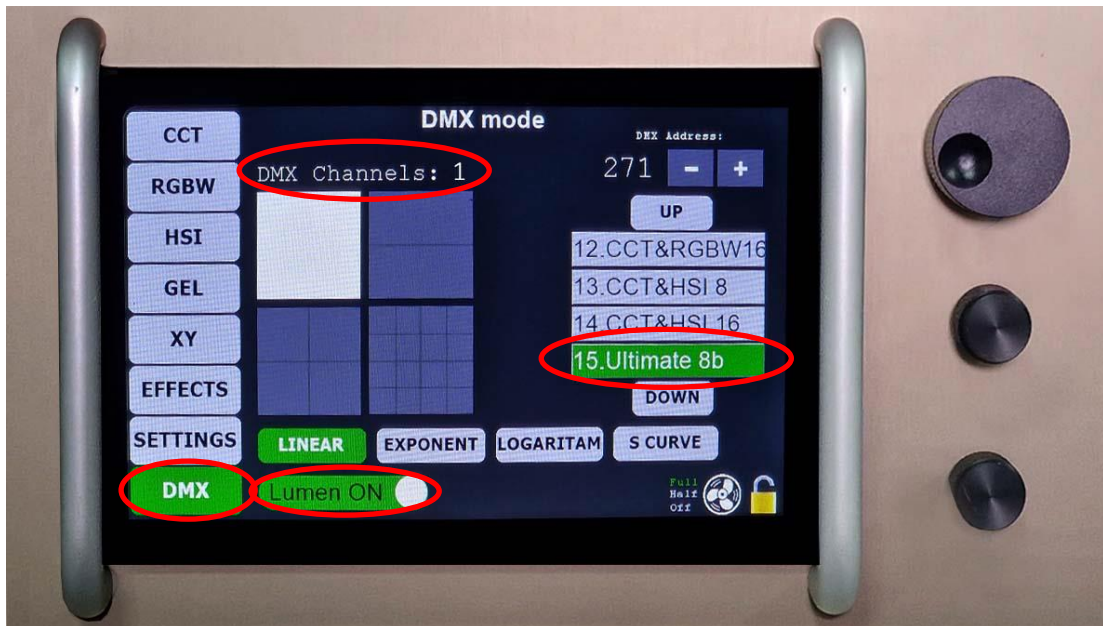 DMX mode
DMX Address:
271 - +
DMX Channels: 1
CCT
RGBW
HSI
GEL
XY
EFFECTS
SETTINGS
DMX
UP
12.CCT&RGBW16
13.CCT&HSI 8
14.CCT&HSI 16
15.Ultimate 8b
DOWN
LINEAR
EXPONENT
LOGARITAM
S CURVE
Lumen ON
Full
Half
Off